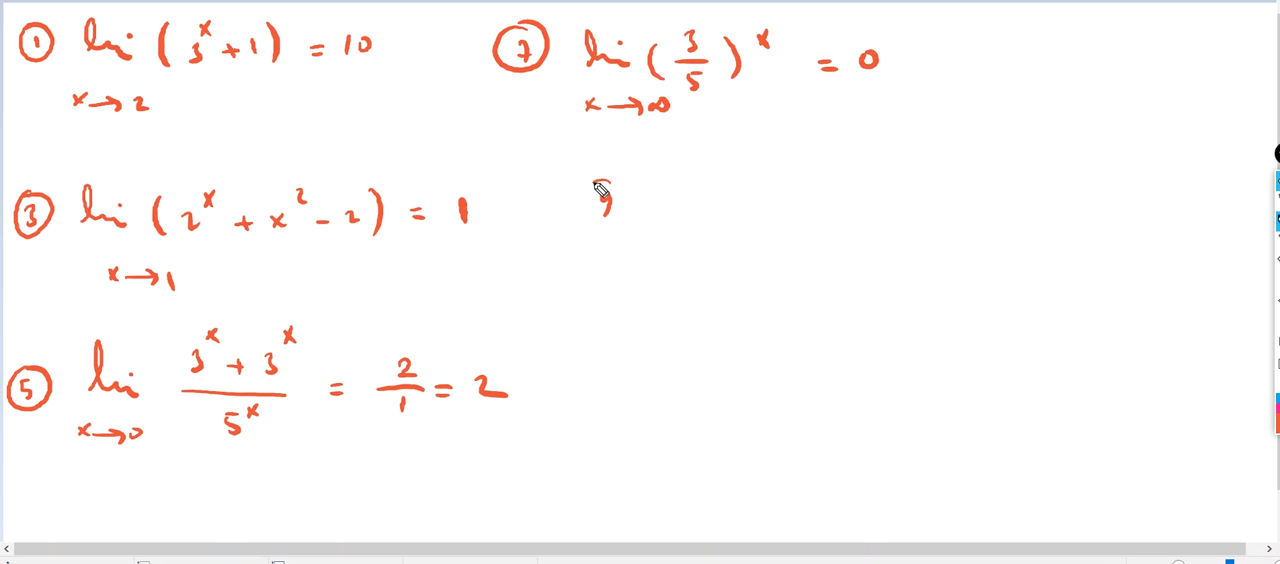 ① lim (3^x + 1) = 10
x → 2
③ lim (2^x + x^2 - 2) = 1
x → 1
⑤ lim (3^x + 3^x)/(5^x) = 2/1 = 2
x → 0
⑦ lim (3/5)^x = 0
x → ∞